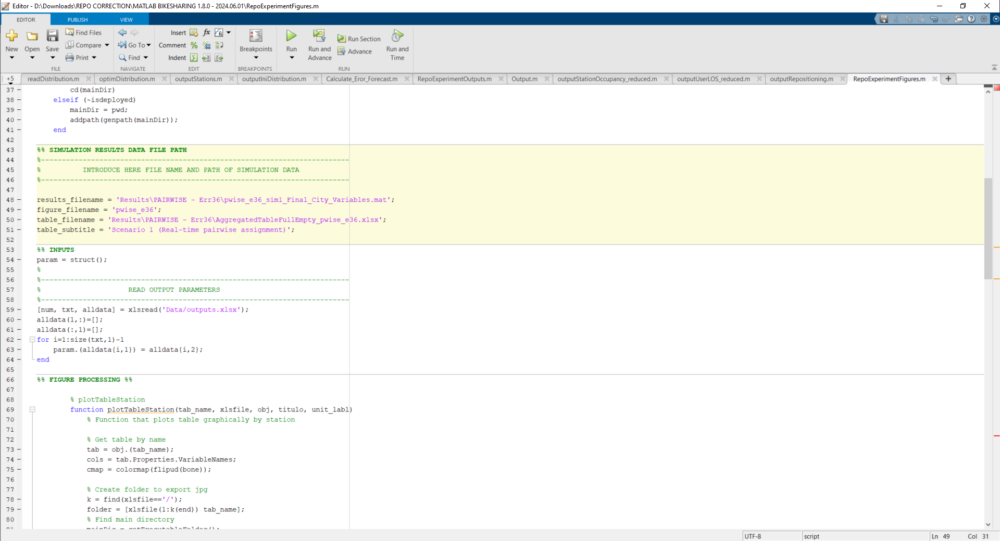 Editor - D:\Downloads\REPO CORRECTION\MATLAB BIKESHARING 1.8.0 - 2024.06.01\RepoExperimentFigures.m
EDITOR PUBLISH VIEW
New Open Save Find Files Compare Print
Go To Find
Insert fx Comment Indent
Breakpoints
Run Run and Advance Run Section Advance Run and Time
FILE NAVIGATE EDIT BREAKPOINTS RUN
+5 readDistribution.m optimDistribution.m outputStations.m outputIniDistribution.m Calculate_Eror_Forecast.m RepoExperimentOutputs.m Output.m outputStationOccupancy_reduced.m outputUserLOS_reduced.m outputRepositioning.m RepoExperimentFigures.m
37 cd(mainDir)
38 elseif (~isdeployed)
39 mainDir = pwd;
40 addpath(genpath(mainDir));
41 end
42
43 %% SIMULATION RESULTS DATA FILE PATH
44 %--------------------------------------------------------------------------
45 % INTRODUCE HERE FILE NAME AND PATH OF SIMULATION DATA
46 %--------------------------------------------------------------------------
47
48 results_filename = 'Results\PAIRWISE - Err36\pwise_e36_sim1_Final_City_Variables.mat';
49 figure_filename = 'pwise_e36';
50 table_filename = 'Results\PAIRWISE - Err36\AggregatedTableFullEmpty_pwise_e36.xlsx';
51 table_subtitle = 'Scenario 1 (Real-time pairwise assignment)';
52
53 %% INPUTS
54 param = struct();
55 %
56 %--------------------------------------------------------------------------
57 % READ OUTPUT PARAMETERS
58 %--------------------------------------------------------------------------
59 [num, txt, alldata] = xlsread('Data/outputs.xlsx');
60 alldata(1,:)=[];
61 alldata(:,1)=[];
62 for i=1:size(txt,1)-1
63 param.(alldata{i,1}) = alldata{i,2};
64 end
65
66 %% FIGURE PROCESSING %%
67
68 % plotTableStation
69 function plotTableStation(tab_name, xlsfile, obj, titulo, unit_labl)
70 % Function that plots table graphically by station
71
72 % Get table by name
73 tab = obj.(tab_name);
74 cols = tab.Properties.VariableNames;
75 cmap = colormap(flipud(bone));
76
77 % Create folder to export jpg
78 k = find(xlsfile=='/');
79 folder = [xlsfile(1:k(end)) tab_name];
80 % Find main directory
81 mainDir = getExecutableFolder();
UTF-8 script Ln 49 Col 31